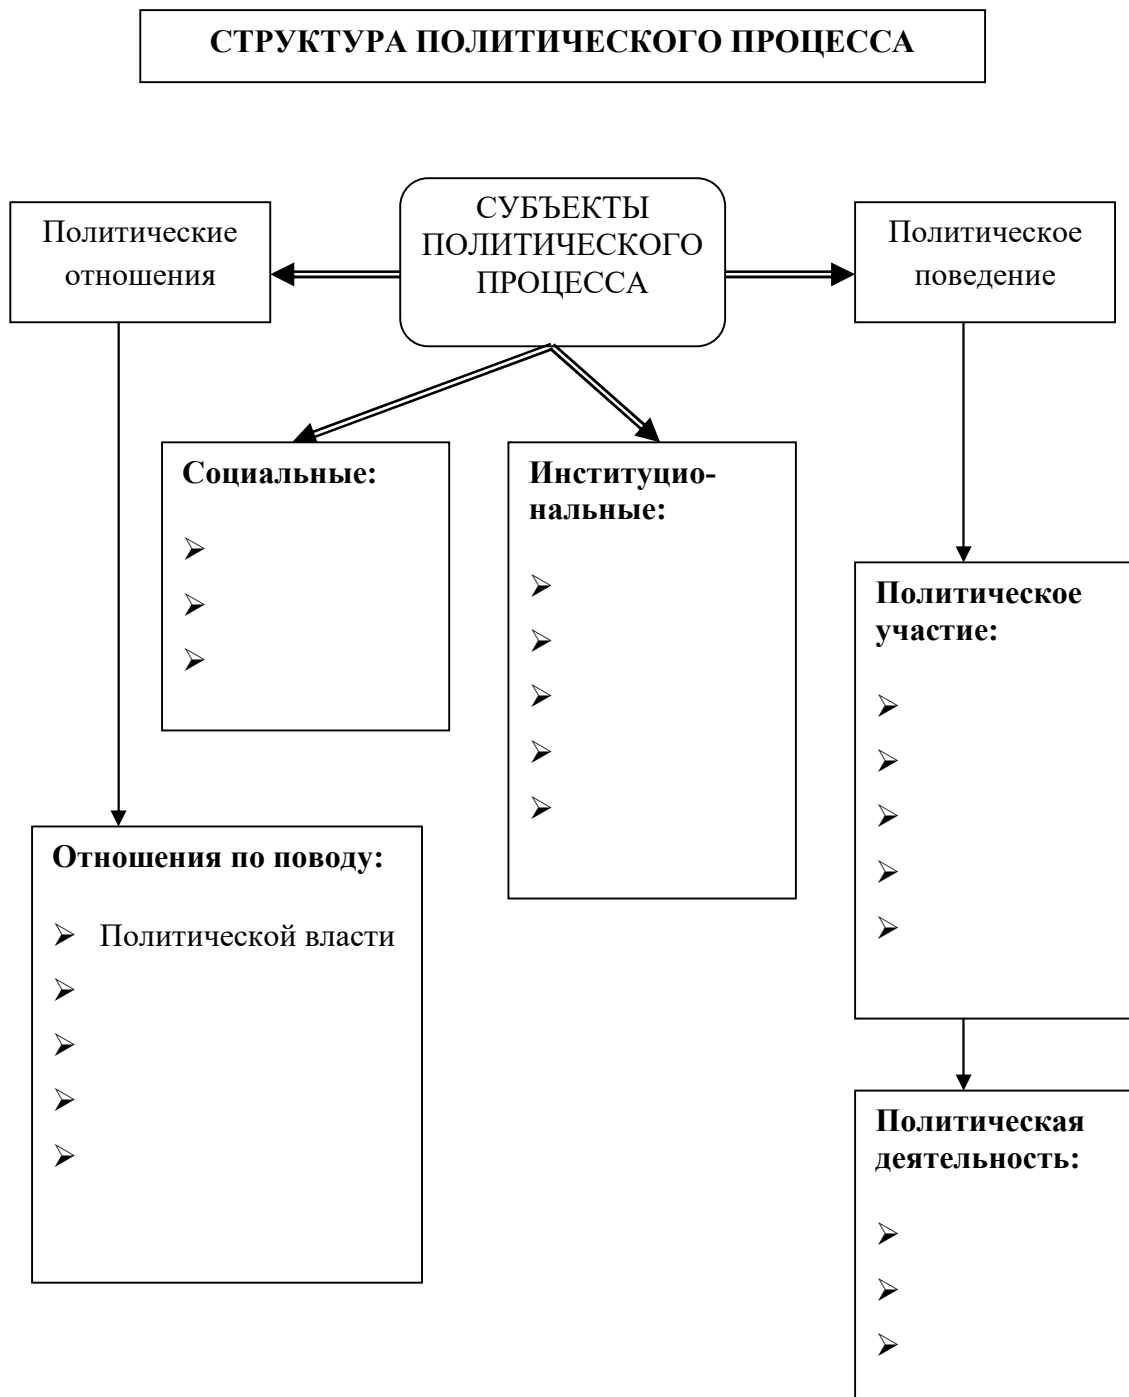 СТРУКТУРА ПОЛИТИЧЕСКОГО ПРОЦЕССА
Политические
отношения
СУБЪЕКТЫ
ПОЛИТИЧЕСКОГО
ПРОЦЕССА
Политическое
поведение
Социальные:
Институцио-
нальные:
Политическое
участие:
Отношения по поводу:
Политической власти
Политическая
деятельность: